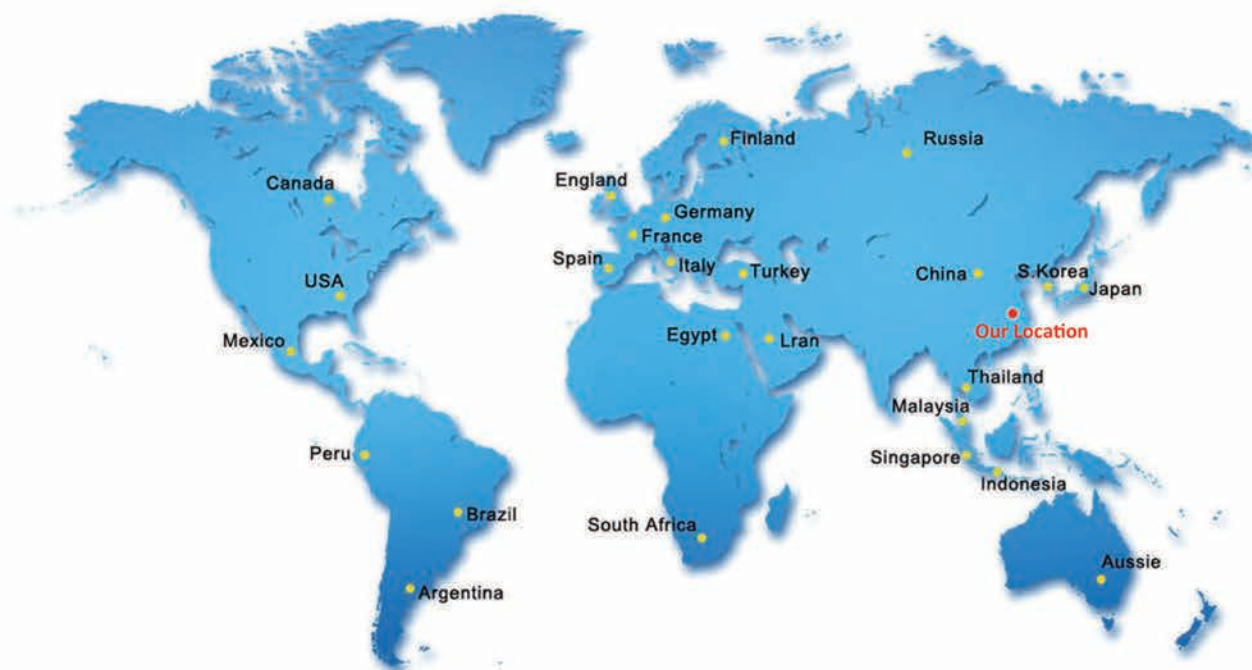 Finland
Russia
Canada
England
Germany
France
Spain
Italy
Turkey
China
S.Korea
USA
Japan
Our Location
Mexico
Egypt
Lran
Thailand
Malaysia
Peru
Singapore
Indonesia
Brazil
South Africa
Aussie
Argentina